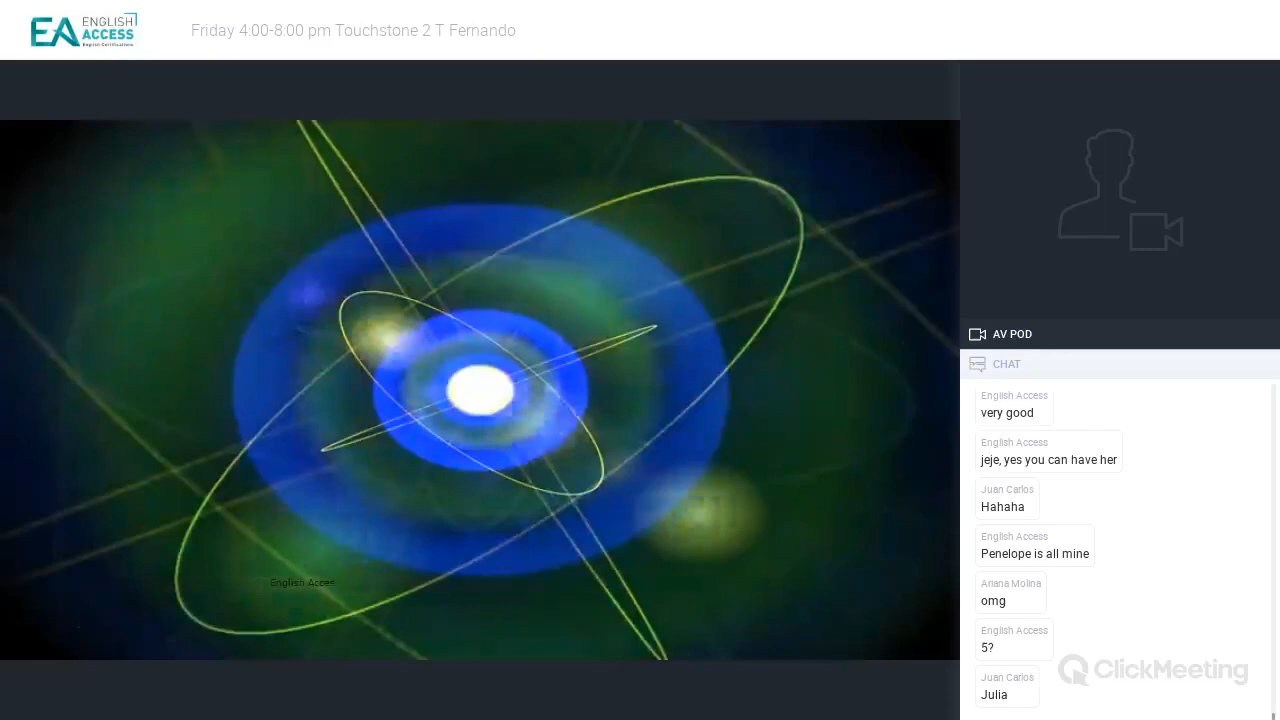 EA ENGLISH
ACCESS
English Certifications
Friday 4:00-8:00 pm Touchstone 2 T Fernando
English Acces
AV POD
CHAT
English Access
very good
English Access
jeje, yes you can have her
Juan Carlos
Hahaha
English Access
Penelope is all mine
Ariana Molina
omg
English Access
5?
Juan Carlos
Julia
ClickMeeting